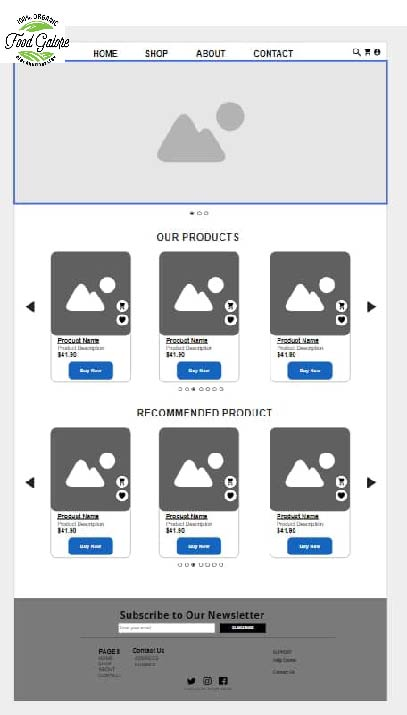 100% ORGANIC
Food Galore
HOME SHOP ABOUT CONTACT
OUR PRODUCTS
Product Name Product Name Product Name
Product Description Product Description Product Description
$41.90 $41.90 $41.90
Buy Now Buy Now Buy Now
RECOMMENDED PRODUCT
Product Name Product Name Product Name
Product Description Product Description Product Description
$41.90 $41.90 $41.90
Buy Now Buy Now Buy Now
Subscribe to Our Newsletter
Enter your email SUBSCRIBE
PAGES Contact Us SUPPORT
HOME ADDRESS
SHOP NUMBER Help Center
ABOUT
CONTACT Contact Us